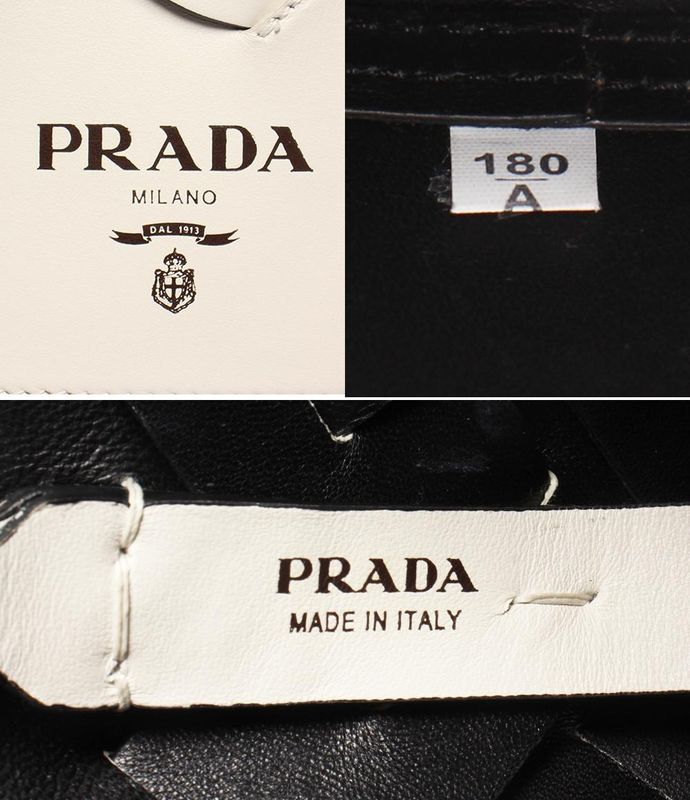 PRADA
MILANO
DAL 1913
180
A
PRADA
MADE IN ITALY